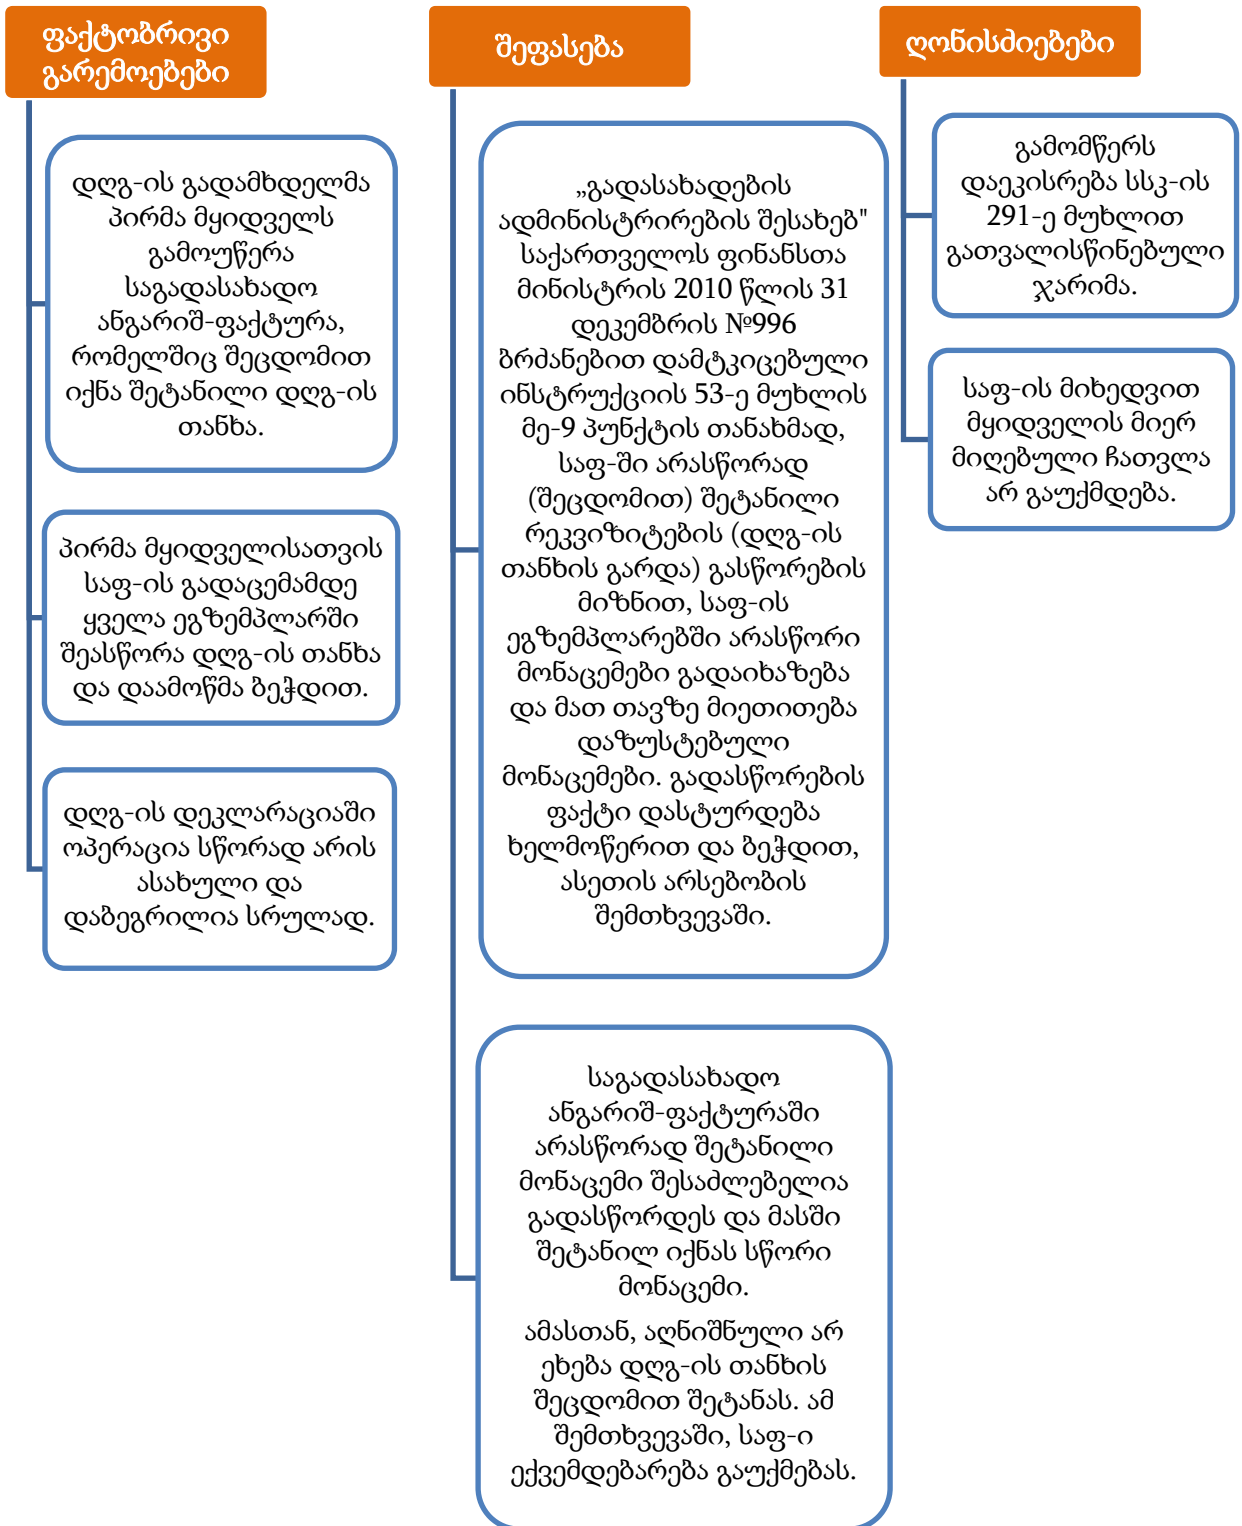 ფაქტობრივი
გარემოებები
დღგ-ის გადამხდელმა
პირმა მყიდველს
გამოუწერა
საგადასახადო
ანგარიშ-ფაქტურა,
რომელშიც შეცდომით
იქნა შეტანილი დღგ-ის
თანხა.
პირმა მყიდველისათვის
საფ-ის გადაცემამდე
ყველა ეგზემპლარში
შეასწორა დღგ-ის თანხა
და დაამოწმა ბეჭდით.
დღგ-ის დეკლარაციაში
ოპერაცია სწორად არის
ასახული და
დაბეგრილია სრულად.
შეფასება
„გადასახადების
ადმინისტრირების შესახებ"
საქართველოს ფინანსთა
მინისტრის 2010 წლის 31
დეკემბრის №996
ბრძანებით დამტკიცებული
ინსტრუქციის 53-ე მუხლის
მე-9 პუნქტის თანახმად,
საფ-ში არასწორად
(შეცდომით) შეტანილი
რეკვიზიტების (დღგ-ის
თანხის გარდა) გასწორების
მიზნით, საფ-ის
ეგზემპლარებში არასწორი
მონაცემები გადაიხაზება
და მათ თავზე მიეთითება
დაზუსტებული
მონაცემები. გადასწორების
ფაქტი დასტურდება
ხელმოწერით და ბეჭდით,
ასეთის არსებობის
შემთხვევაში.
საგადასახადო
ანგარიშ-ფაქტურაში
არასწორად შეტანილი
მონაცემი შესაძლებელია
გადასწორდეს და მასში
შეტანილ იქნას სწორი
მონაცემი.
ამასთან, აღნიშნული არ
ეხება დღგ-ის თანხის
შეცდომით შეტანას. ამ
შემთხვევაში, საფ-ი
ექვემდებარება გაუქმებას.
ღონისძიებები
გამომწერს
დაეკისრება სსკ-ის
291-ე მუხლით
გათვალისწინებული
ჯარიმა.
საფ-ის მიხედვით
მყიდველის მიერ
მიღებული ჩათვლა
არ გაუქმდება.